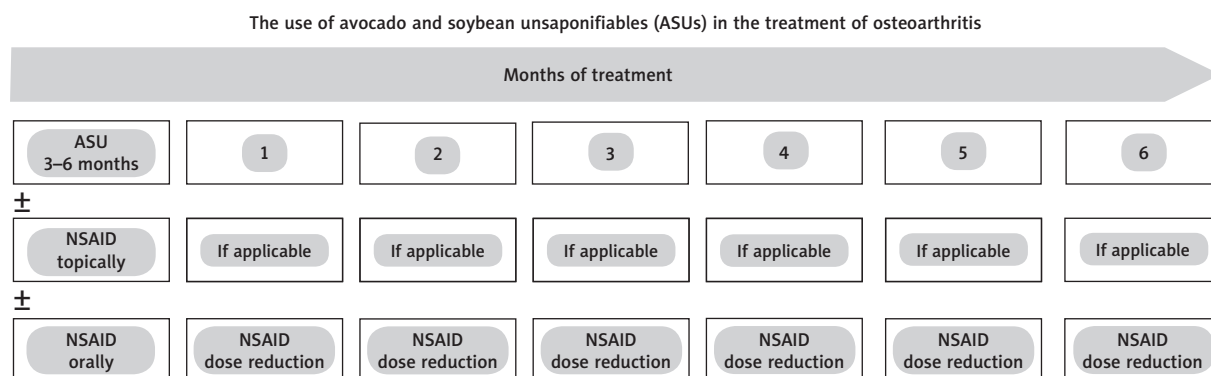 The use of avocado and soybean unsaponifiables (ASUs) in the treatment of osteoarthritis
Months of treatment
ASU
3–6 months
1
2
3
4
5
6
±
NSAID
topically
If applicable
If applicable
If applicable
If applicable
If applicable
If applicable
±
NSAID
orally
NSAID
dose reduction
NSAID
dose reduction
NSAID
dose reduction
NSAID
dose reduction
NSAID
dose reduction
NSAID
dose reduction